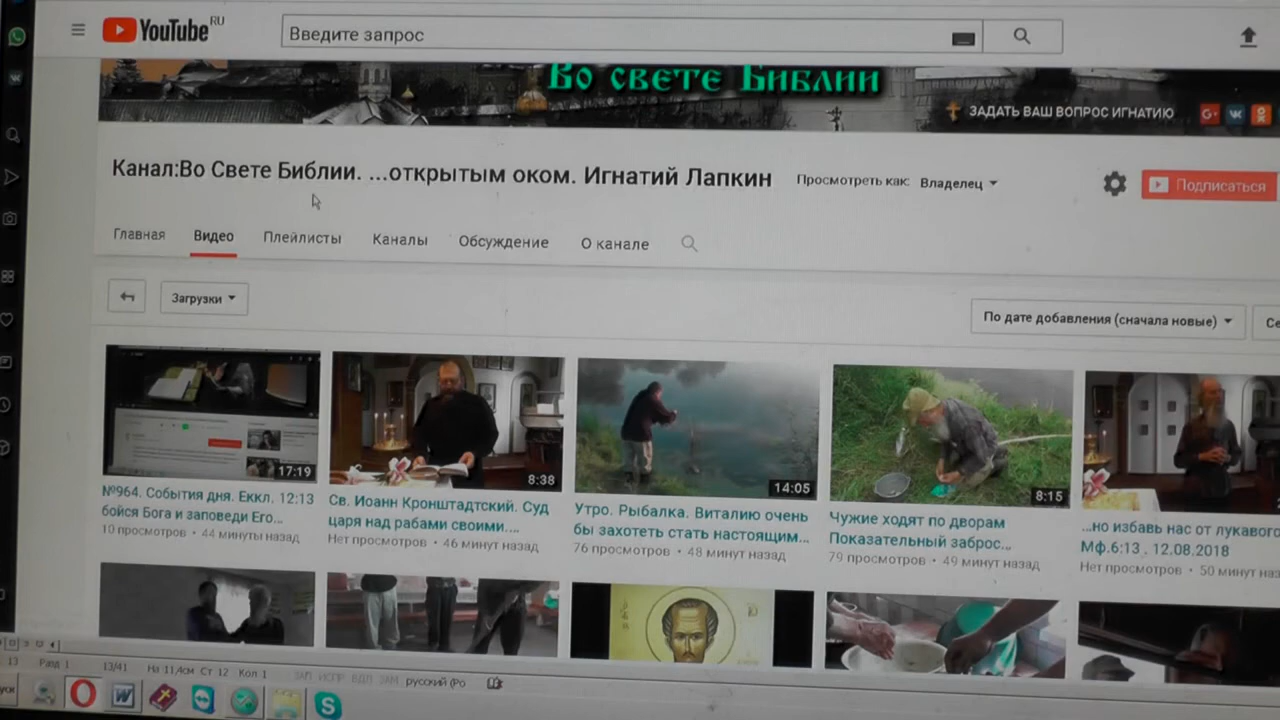 YouTube RU
Введите запрос
Во свете Библии
ЗАДАТЬ ВАШ ВОПРОС ИГНАТИЮ
Канал:Во Свете Библии. ...открытым оком. Игнатий Лапкин
Просмотреть как: Владелец
Подписаться
Главная Видео Плейлисты Каналы Обсуждение О канале
Загрузки
По дате добавления (сначала новые)
17:19
8:38
14:05
8:15
№964. События дня. Еккл. 12:13
бойся Бога и заповеди Его...
10 просмотров • 44 минуты назад
Св. Иоанн Кронштадтский. Суд
царя над рабами своими....
Нет просмотров • 46 минут назад
Утро. Рыбалка. Виталию очень
бы захотеть стать настоящим...
76 просмотров • 48 минут назад
Чужие ходят по дворам
Показательный заброс...
79 просмотров • 49 минут назад
...но избавь нас от лукавого
Мф.6:13 . 12.08.2018
Нет просмотров • 50 минут на
13 Разд 1 13/41 На 11,4см Ст 12 Кол 1 ЗАП ИСПР ВДЛ ЗАМ русский (Ро